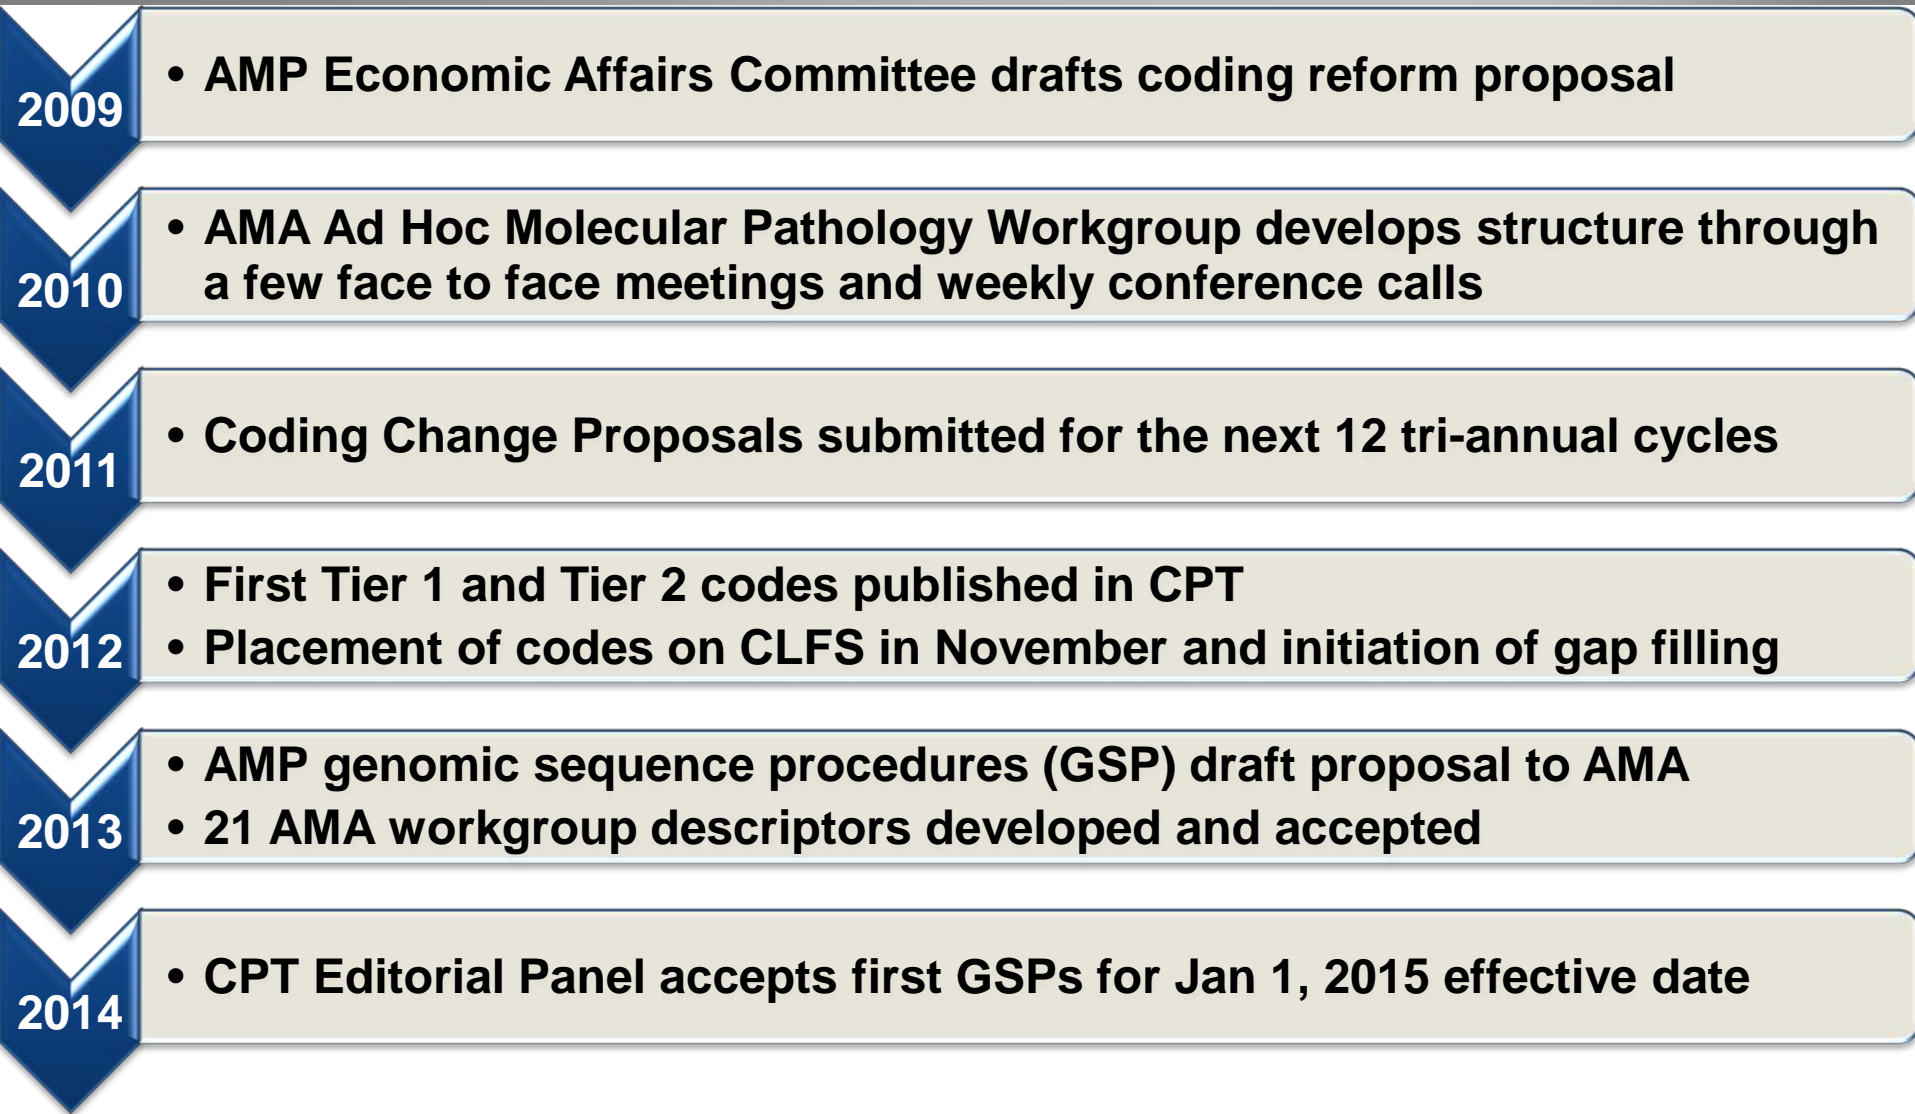 2009
• AMP Economic Affairs Committee drafts coding reform proposal
2010
• AMA Ad Hoc Molecular Pathology Workgroup develops structure through
a few face to face meetings and weekly conference calls
2011
• Coding Change Proposals submitted for the next 12 tri-annual cycles
2012
• First Tier 1 and Tier 2 codes published in CPT
• Placement of codes on CLFS in November and initiation of gap filling
2013
• AMP genomic sequence procedures (GSP) draft proposal to AMA
• 21 AMA workgroup descriptors developed and accepted
2014
• CPT Editorial Panel accepts first GSPs for Jan 1, 2015 effective date